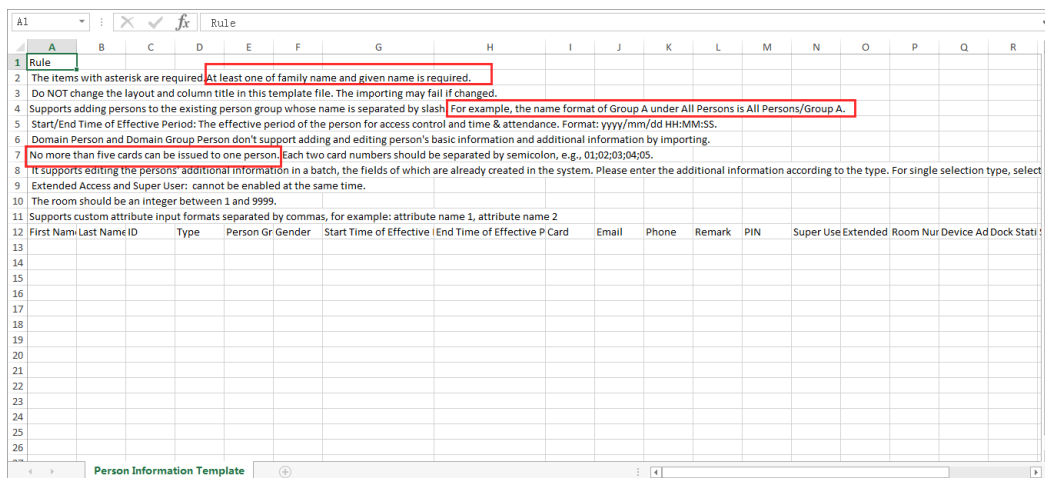 A1 fx Rule
A B C D E F G H I J K L M N O P Q R
1 Rule
2 The items with asterisk are required.At least one of family name and given name is required.
3 Do NOT change the layout and column title in this template file. The importing may fail if changed.
4 Supports adding persons to the existing person group whose name is separated by slash. For example, the name format of Group A under All Persons is All Persons/Group A.
5 Start/End Time of Effective Period: The effective period of the person for access control and time & attendance. Format: yyyy/mm/dd HH:MM:SS.
6 Domain Person and Domain Group Person don't support adding and editing person's basic information and additional information by importing.
7 No more than five cards can be issued to one person. Each two card numbers should be separated by semicolon, e.g., 01;02;03;04;05.
8 It supports editing the persons' additional information in a batch, the fields of which are already created in the system. Please enter the additional information according to the type. For single selection type, select
9 Extended Access and Super User: cannot be enabled at the same time.
10 The room should be an integer between 1 and 9999.
11 Supports custom attribute input formats separated by commas, for example: attribute name 1, attribute name 2
12 First Name Last Name ID Type Person Gr Gender Start Time of Effective End Time of Effective P Card Email Phone Remark PIN Super Use Extended Room Nur Device Ad Dock Stati
13
14
15
16
17
18
19
20
21
22
23
24
25
26
Person Information Template